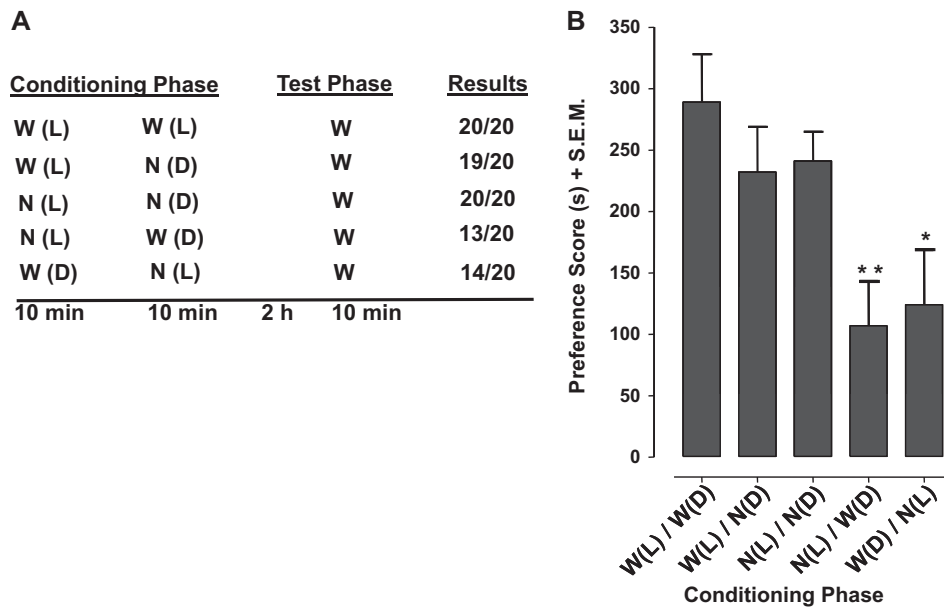 A
Conditioning Phase Test Phase Results
W (L) W (L) W 20/20
W (L) N (D) W 19/20
N (L) N (D) W 20/20
N (L) W (D) W 13/20
W (D) N (L) W 14/20
10 min 10 min 2 h 10 min
B
Preference Score (s) + S.E.M.
350
300
250
200
150
100
50
0
* *
*
W(L) / W(D)
W(L) / N(D)
N(L) / N(D)
N(L) / W(D)
W(D) / N(L)
Conditioning Phase